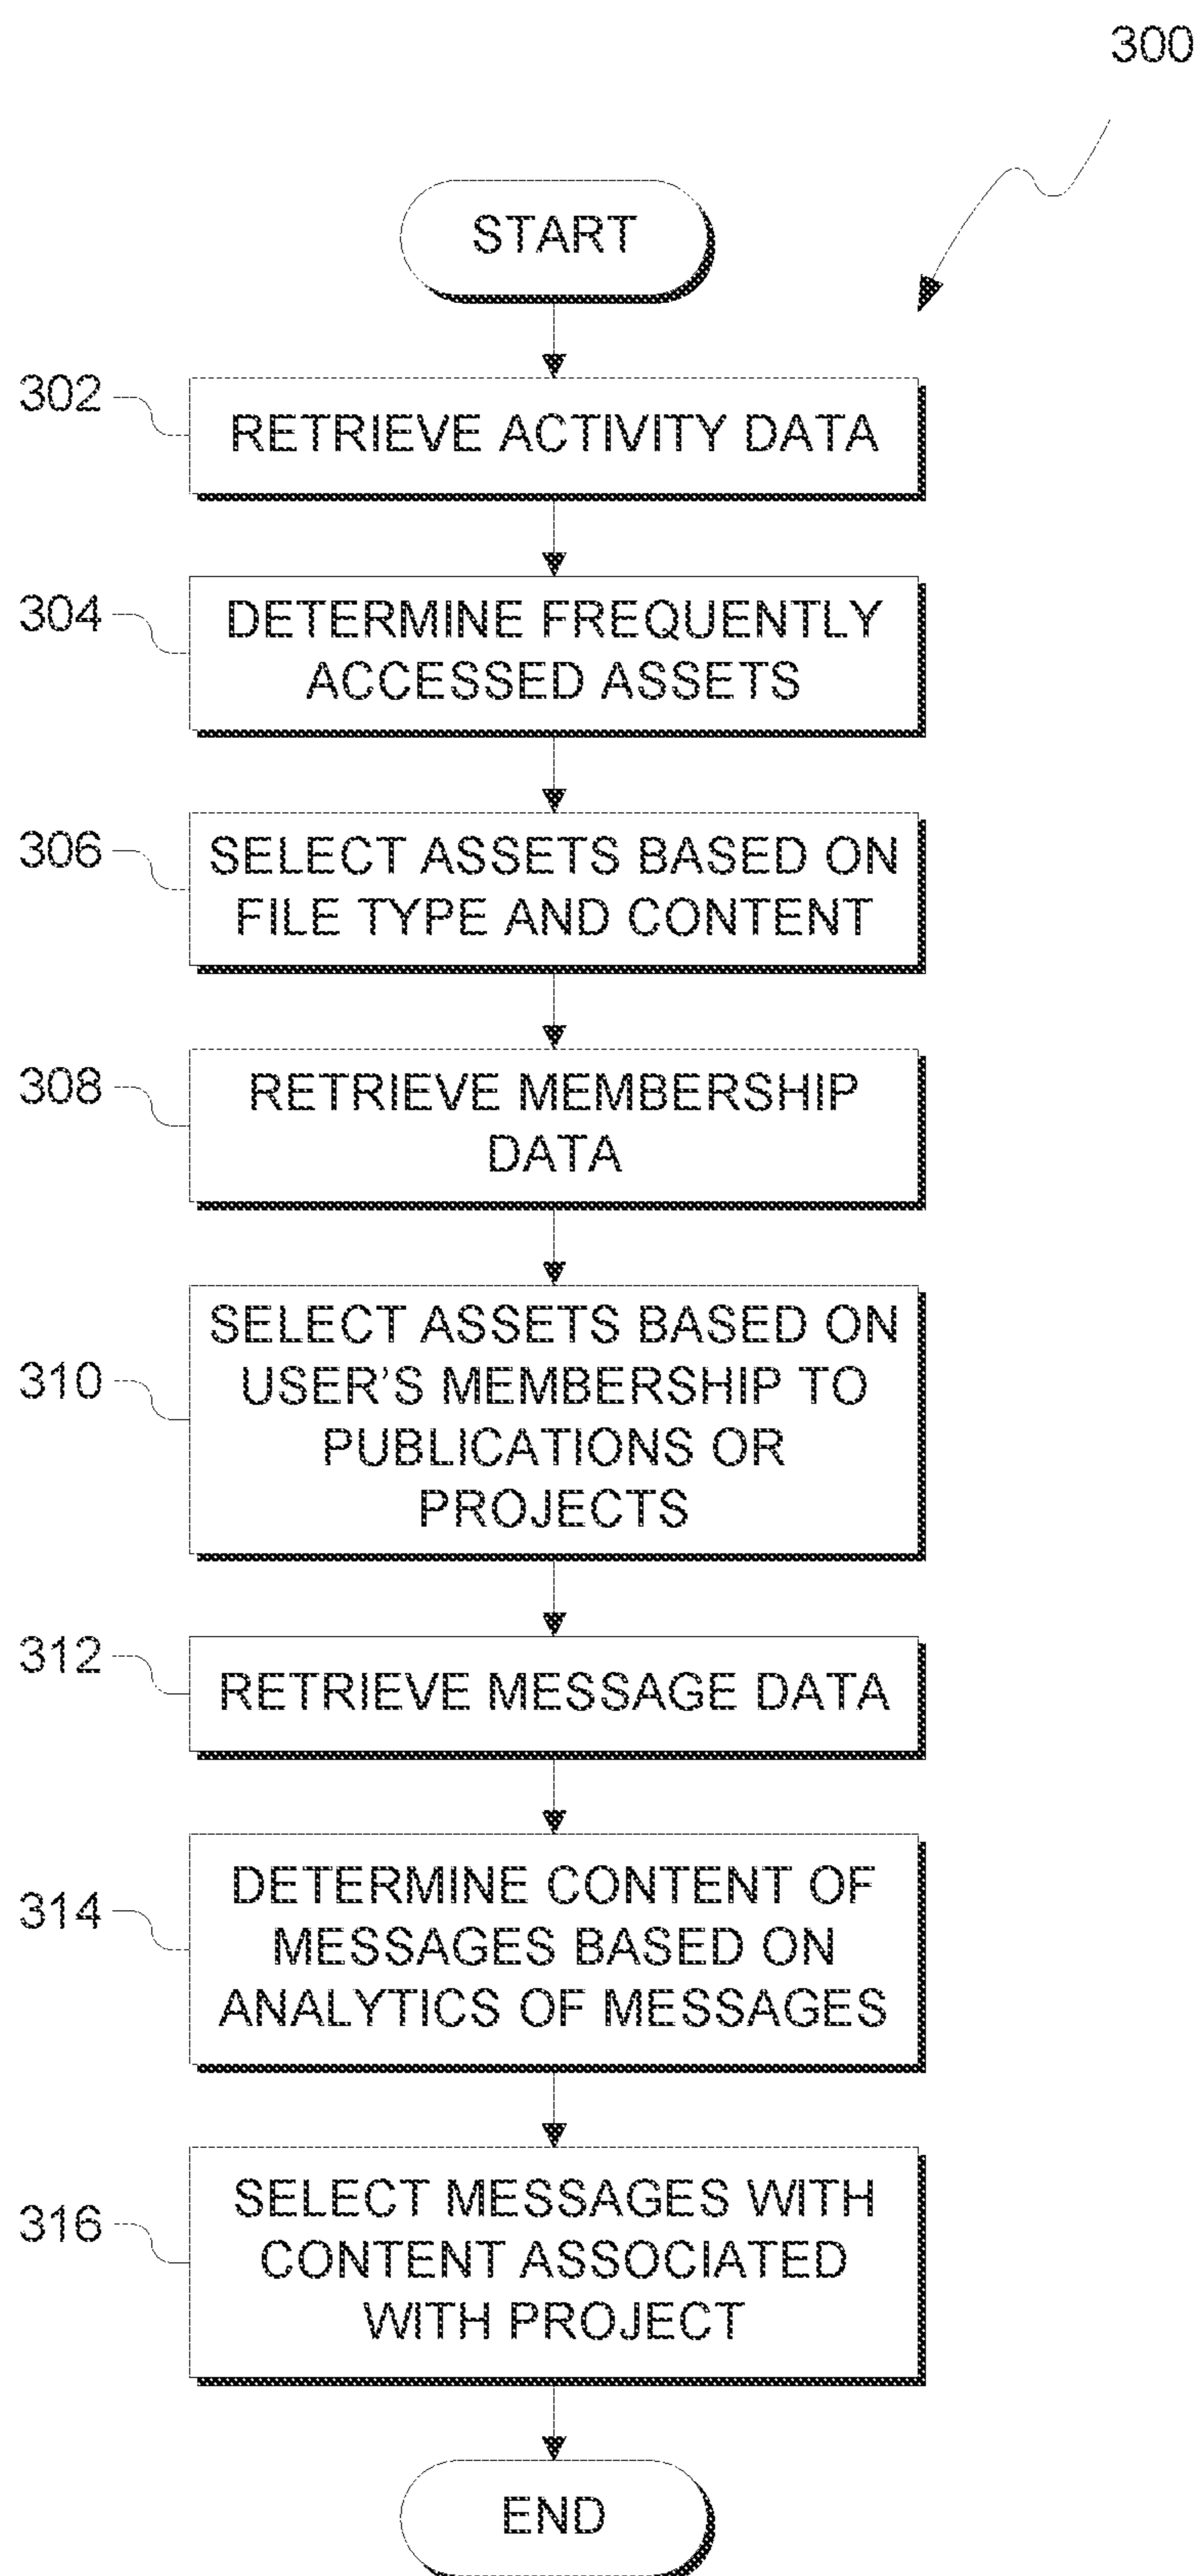 300
START
302
RETRIEVE ACTIVITY DATA
304
DETERMINE FREQUENTLY
ACCESSED ASSETS
306
SELECT ASSETS BASED ON
FILE TYPE AND CONTENT
308
RETRIEVE MEMBERSHIP
DATA
310
SELECT ASSETS BASED ON
USER'S MEMBERSHIP TO
PUBLICATIONS OR
PROJECTS
312
RETRIEVE MESSAGE DATA
314
DETERMINE CONTENT OF
MESSAGES BASED ON
ANALYTICS OF MESSAGES
316
SELECT MESSAGES WITH
CONTENT ASSOCIATED
WITH PROJECT
END